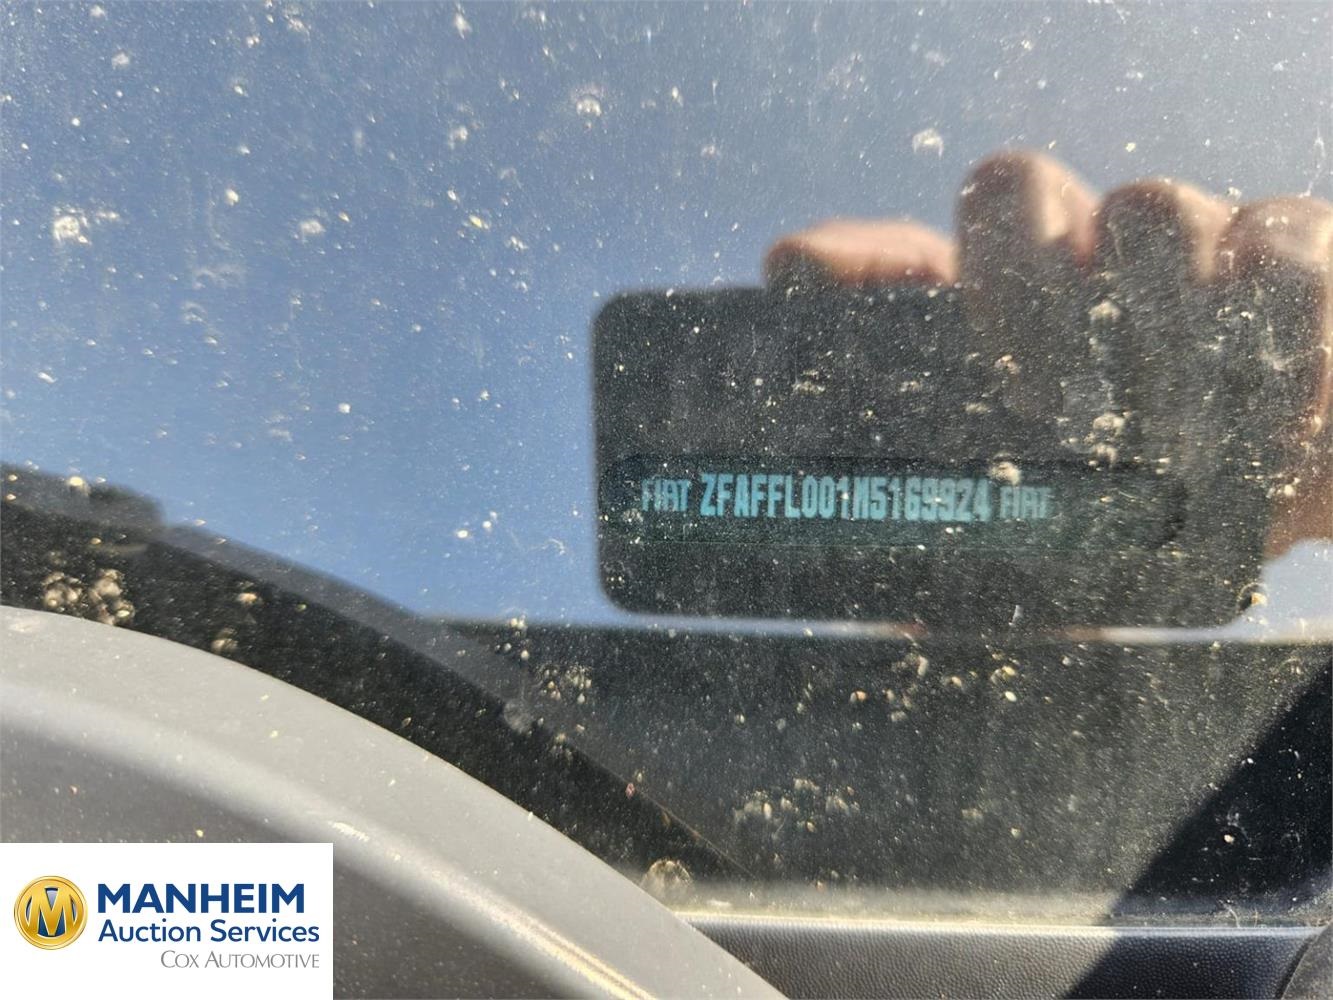 FIAT ZFAFFL001M5169924 FIAT
MANHEIM
Auction Services
COX AUTOMOTIVE